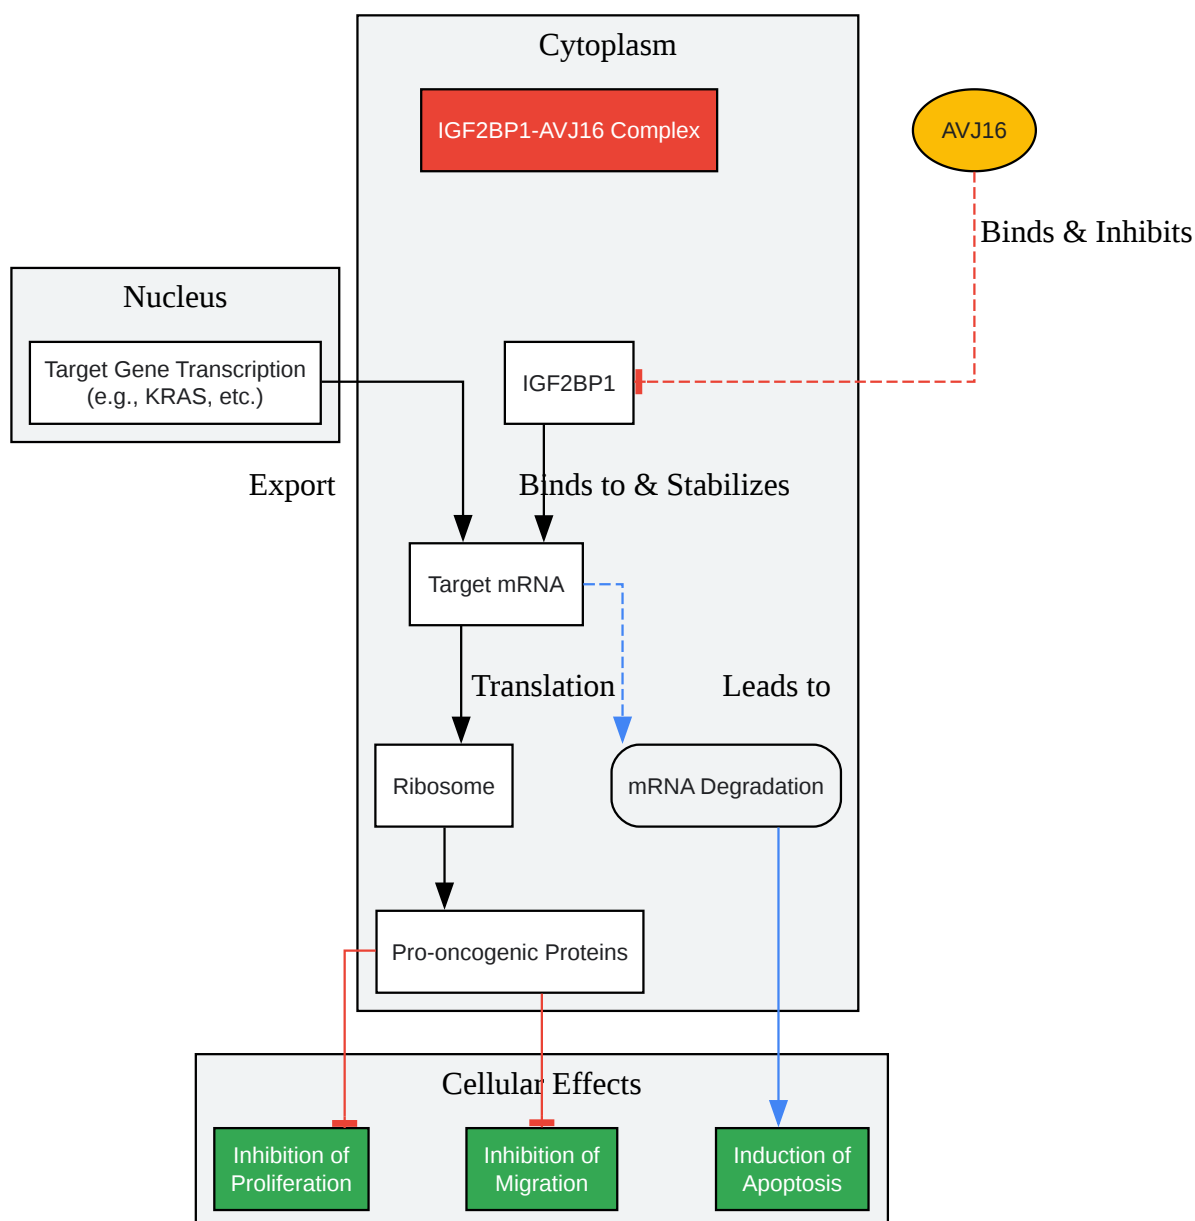 Cytoplasm
IGF2BP1-AVJ16 Complex
AVJ16
Binds & Inhibits
Nucleus
Target Gene Transcription
(e.g., KRAS, etc.)
IGF2BP1
Export
Binds to & Stabilizes
Target mRNA
Translation
Leads to
Ribosome
mRNA Degradation
Pro-oncogenic Proteins
Cellular Effects
Inhibition of
Proliferation
Inhibition of
Migration
Induction of
Apoptosis